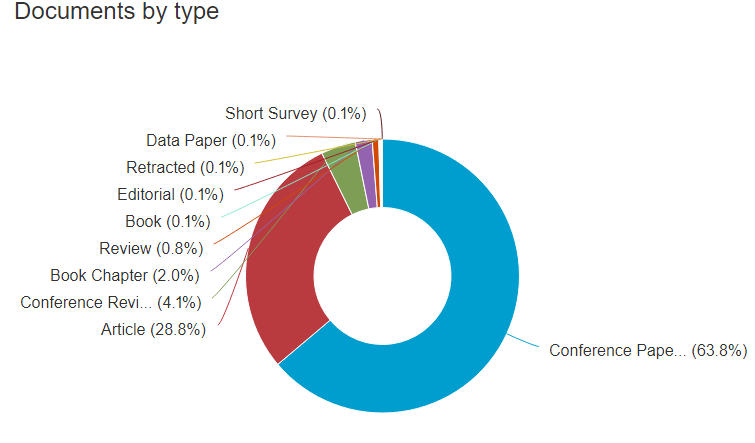 Documents by type
Short Survey (0.1%)
Data Paper (0.1%)
Retracted (0.1%)
Editorial (0.1%)
Book (0.1%)
Review (0.8%)
Book Chapter (2.0%)
Conference Revi... (4.1%)
Article (28.8%)
Conference Pape... (63.8%)